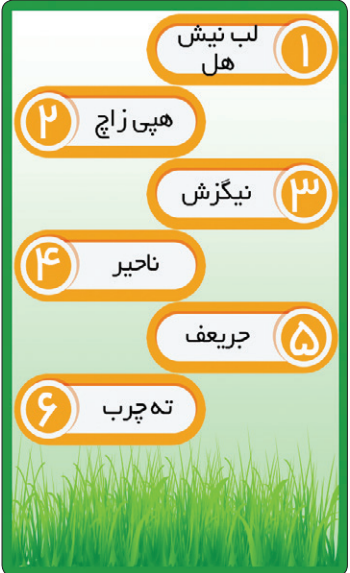 ۱
لب نیش
هل
۲
هپی زاچ
۳
نیگزش
۴
ناحیر
۵
جریعف
۶
ته چرب